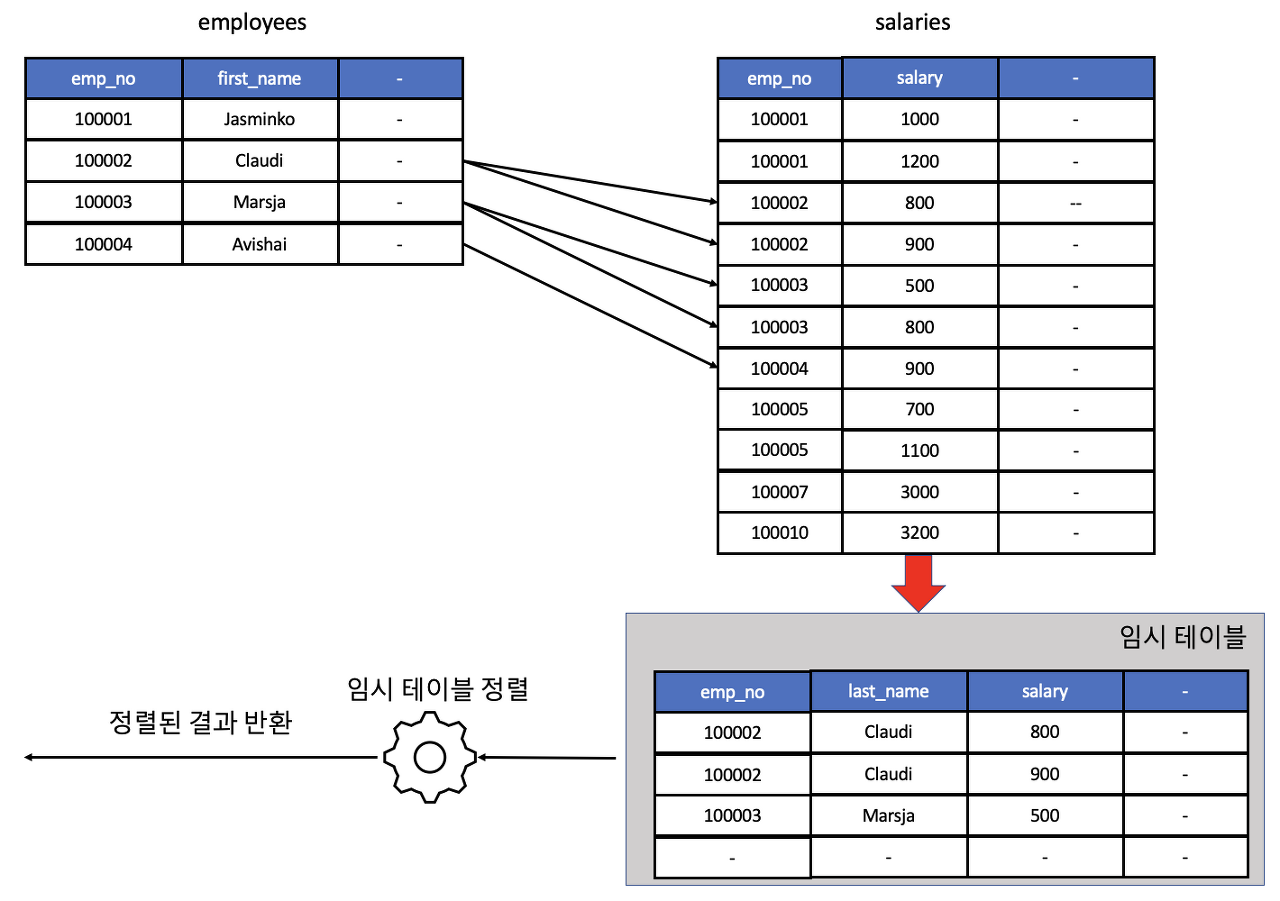 employees
emp_no first_name -
100001 Jasminko -
100002 Claudi -
100003 Marsja -
100004 Avishai -
salaries
emp_no salary -
100001 1000 -
100001 1200 -
100002 800 --
100002 900 -
100003 500 -
100003 800 -
100004 900 -
100005 700 -
100005 1100 -
100007 3000 -
100010 3200 -
임시 테이블
emp_no last_name salary -
100002 Claudi 800 -
100002 Claudi 900 -
100003 Marsja 500 -
- - - -
임시 테이블 정렬
정렬된 결과 반환